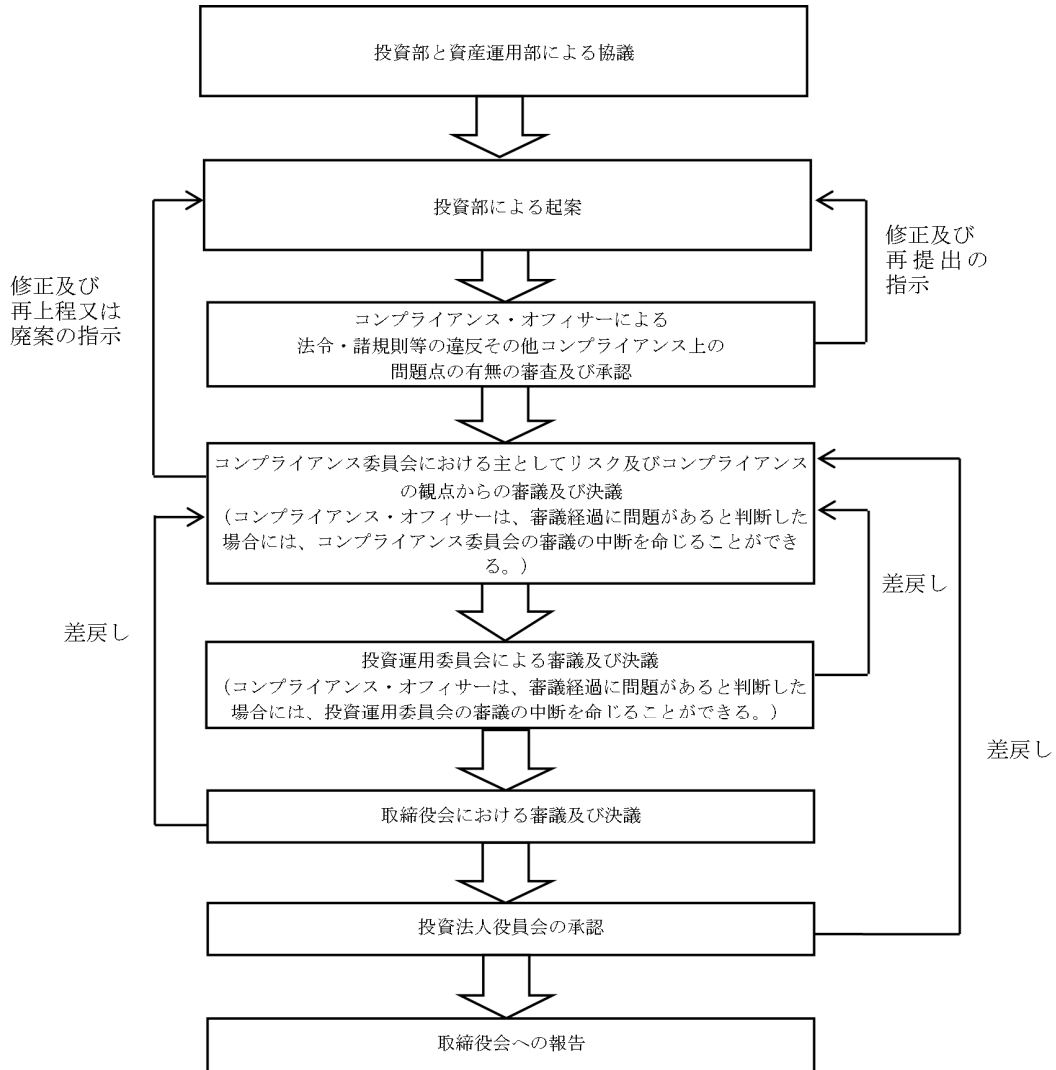 投資部と資産運用部による協議
投資部による起案
修正及び
再提出の
指示
修正及び
再上程又は
廃案の指示
コンプライアンス・オフィサーによる
法令・諸規則等の違反その他コンプライアンス上の
問題点の有無の審査及び承認
コンプライアンス委員会における主としてリスク及びコンプライアンス
の観点からの審議及び決議
（コンプライアンス・オフィサーは、審議経過に問題があると判断した
場合には、コンプライアンス委員会の審議の中断を命じることができ
る。）
差戻し
差戻し
投資運用委員会による審議及び決議
（コンプライアンス・オフィサーは、審議経過に問題があると判断した
場合には、投資運用委員会の審議の中断を命じることができる。）
差戻し
取締役会における審議及び決議
投資法人役員会の承認
取締役会への報告